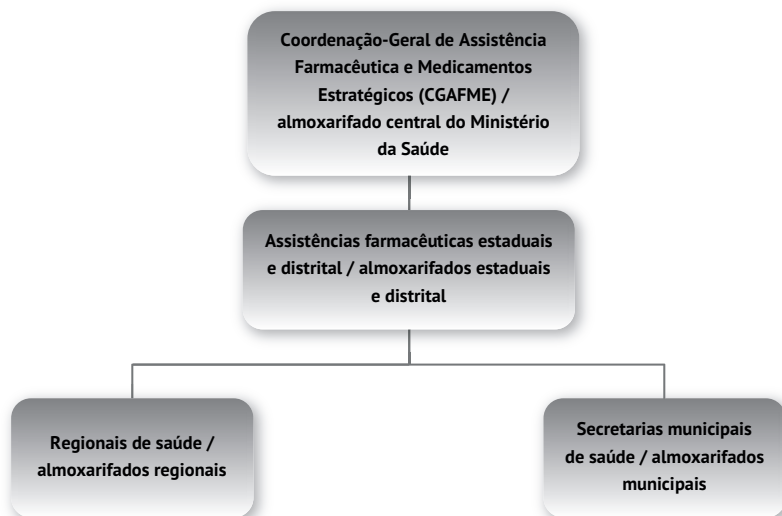 Coordenação-Geral de Assistência
Farmacêutica e Medicamentos
Estratégicos (CGAFME) /
almoxarifado central do Ministério
da Saúde
Assistências farmacêuticas estaduais
e distrital / almoxarifados estaduais
e distrital
Regionais de saúde /
almoxarifados regionais
Secretarias municipais
de saúde / almoxarifados
municipais